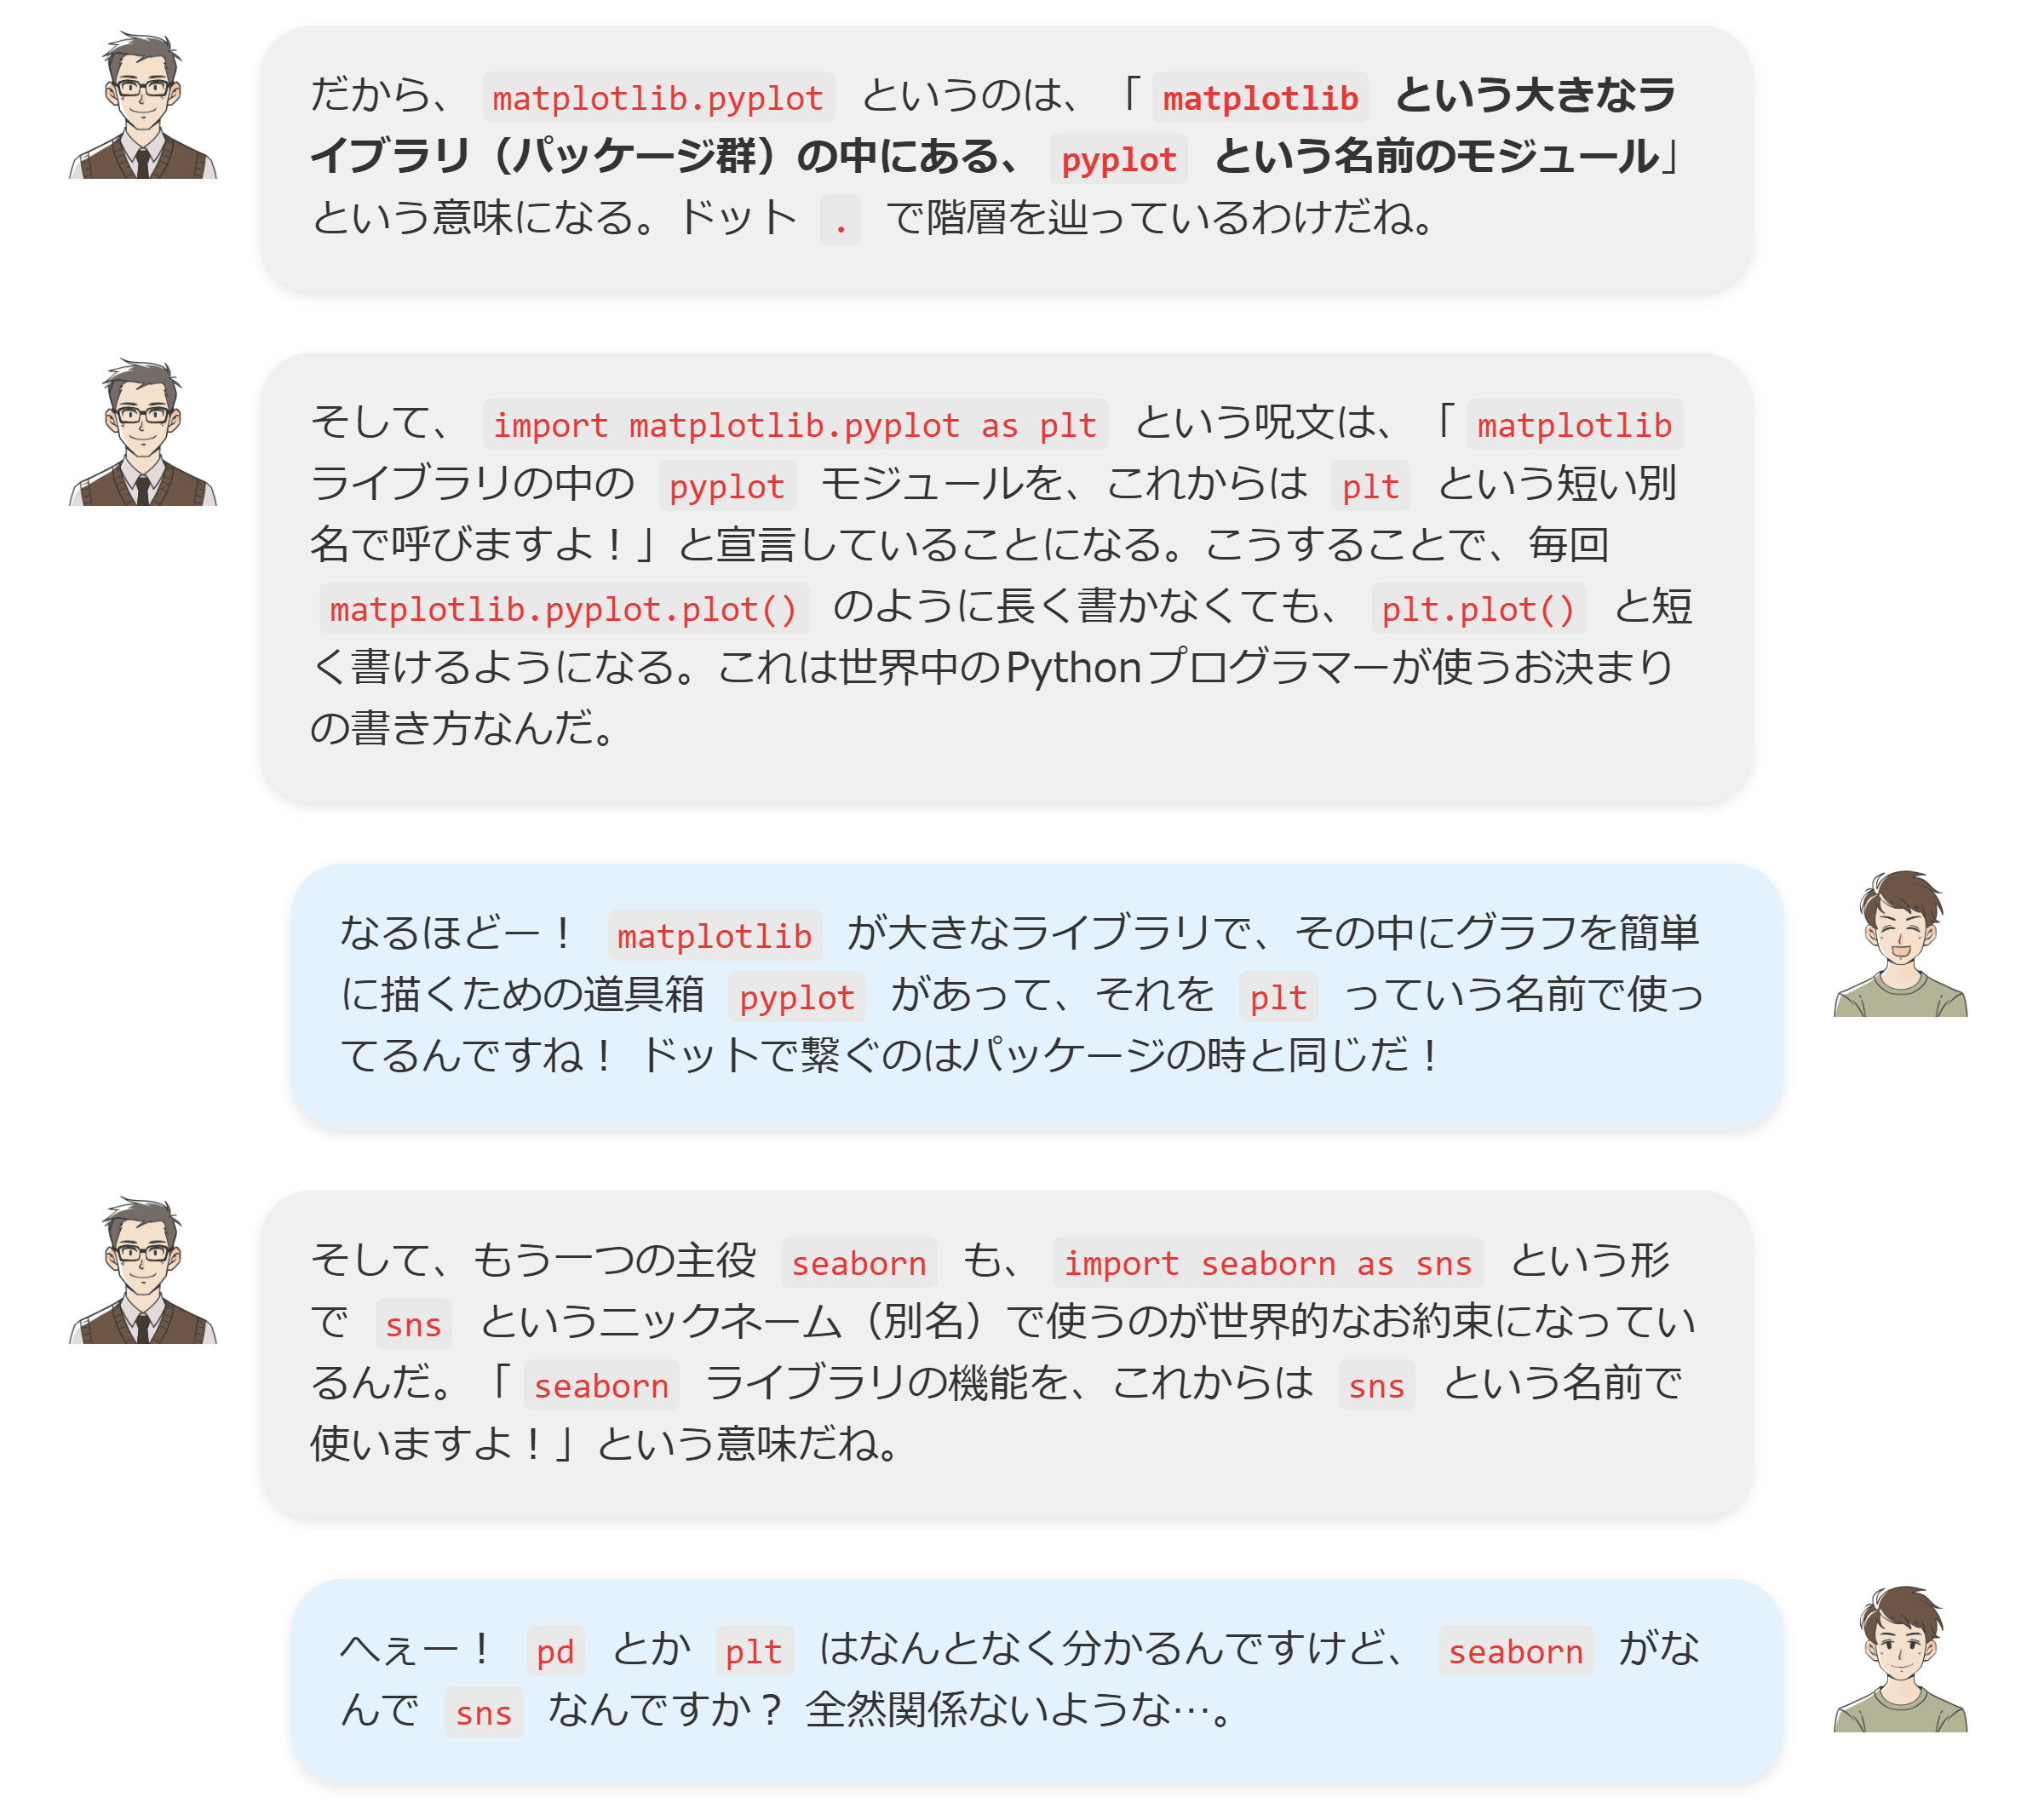 だから、 matplotlib.pyplot というのは、「 matplotlib という大きなラ
イブラリ（パッケージ群）の中にある、 pyplot という名前のモジュール」
という意味になる。ドット . で階層を辿っているわけだね。
そして、 import matplotlib.pyplot as plt という呪文は、「 matplotlib
ライブラリの中の pyplot モジュールを、これからは plt という短い別
名で呼びますよ！」と宣言していることになる。こうすることで、毎回
matplotlib.pyplot.plot() のように長く書かなくても、 plt.plot() と短
く書けるようになる。これは世界中のPythonプログラマーが使うお決まり
の書き方なんだ。
なるほどー！ matplotlib が大きなライブラリで、その中にグラフを簡単
に描くための道具箱 pyplot があって、それを plt っていう名前で使っ
てるんですね！ ドットで繋ぐのはパッケージの時と同じだ！
そして、もう一つの主役 seaborn も、 import seaborn as sns という形
で sns というニックネーム（別名）で使うのが世界的なお約束になってい
るんだ。「 seaborn ライブラリの機能を、これからは sns という名前で
使いますよ！」という意味だね。
へぇー！ pd とか plt はなんとなく分かるんですけど、 seaborn がな
んで sns なんですか？ 全然関係ないような…。